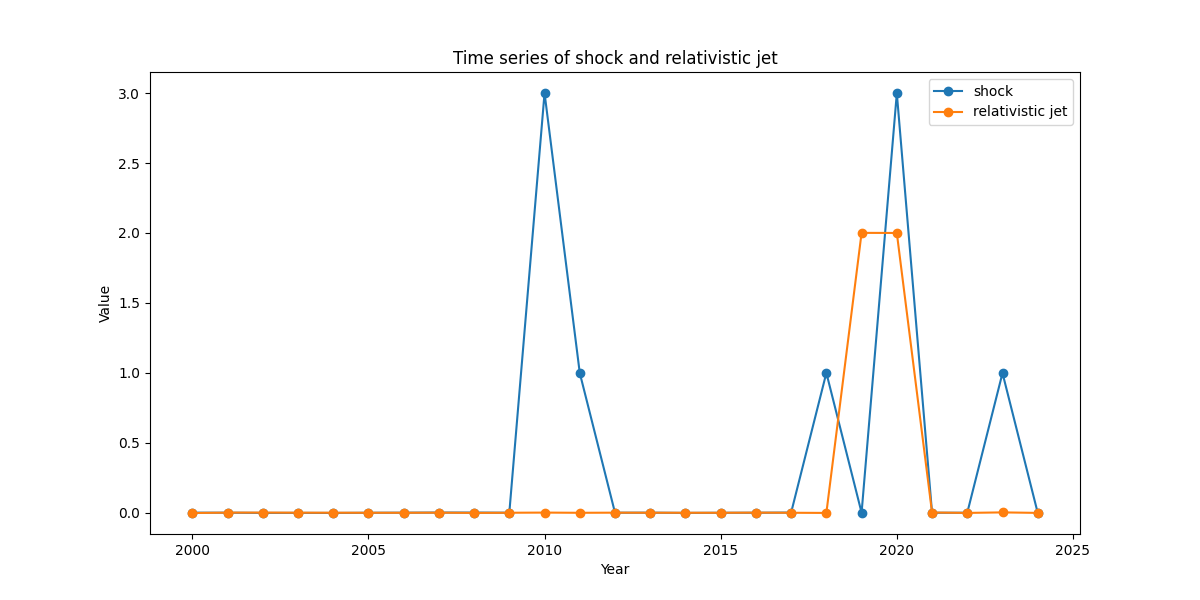 Time series of shock and relativistic jet
shock
relativistic jet
3.0
2.5
2.0
1.5
1.0
0.5
0.0
Value
2000 2005 2010 2015 2020 2025
Year